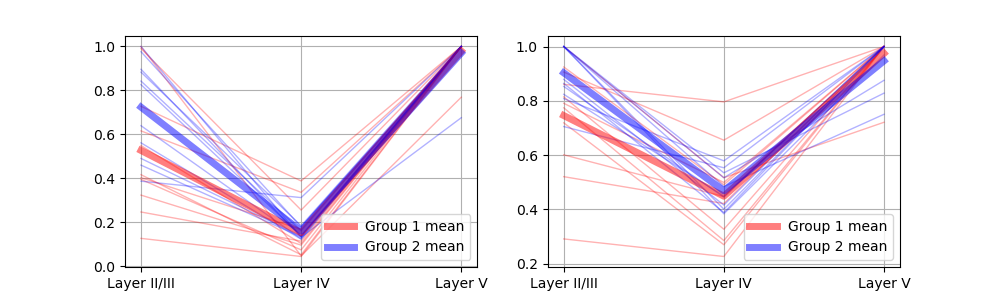 1.0
0.8
0.6
0.4
0.2
0.0
Layer II/III
Layer IV
Layer V
Group 1 mean
Group 2 mean
1.0
0.8
0.6
0.4
0.2
Layer II/III
Layer IV
Layer V
Group 1 mean
Group 2 mean